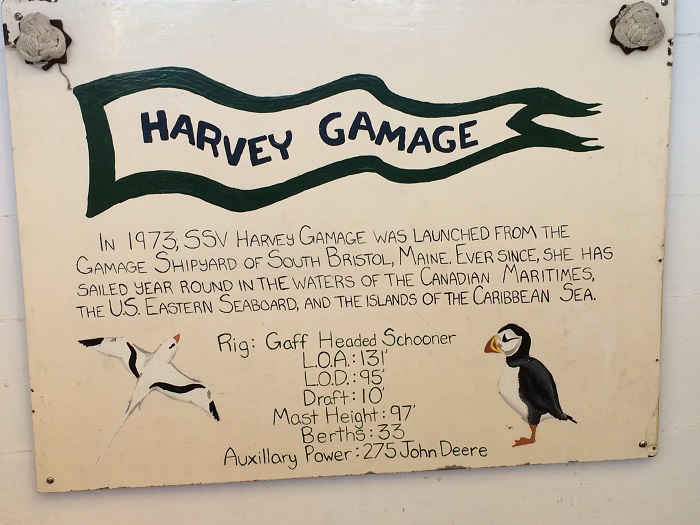 HARVEY GAMAGE
IN 1973, SSV HARVEY GAMAGE WAS LAUNCHED FROM THE
GAMAGE SHIPYARD OF SOUTH BRISTOL, MAINE. EVER SINCE, SHE HAS
SAILED YEAR ROUND IN THE WATERS OF THE CANADIAN MARITIMES,
THE U.S. EASTERN SEABOARD, AND THE ISLANDS OF THE CARIBBEAN SEA.
Rig: Gaff Headed Schooner
L.O.A.: 131'
L.O.D.: 95'
Draft: 10'
Mast Height: 97'
Berths: 33
Auxillary Power: 275 John Deere